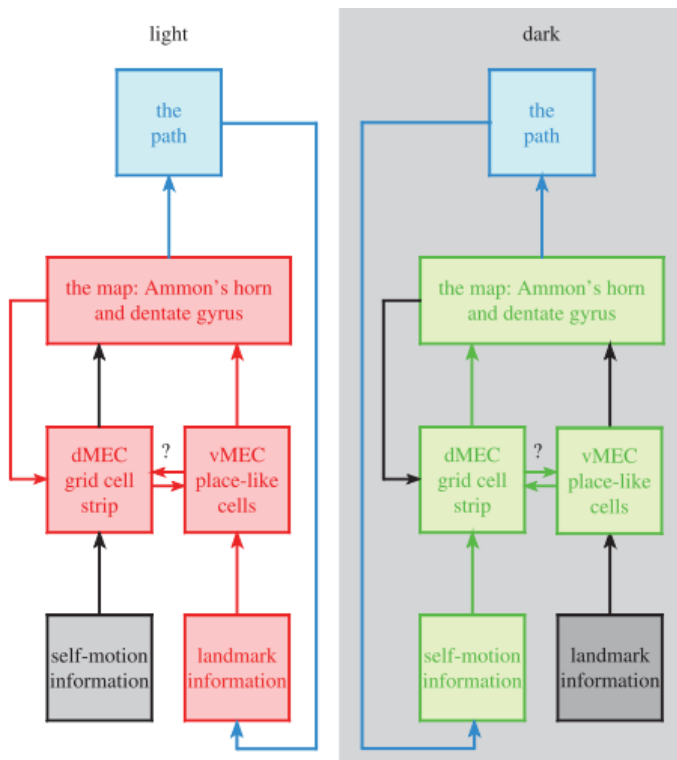 light
the
path
the map: Ammon's horn
and dentate gyrus
?
dMEC
grid cell
strip
vMEC
place-like
cells
self-motion
information
landmark
information
dark
the
path
the map: Ammon's horn
and dentate gyrus
?
dMEC
grid cell
strip
vMEC
place-like
cells
self-motion
information
landmark
information